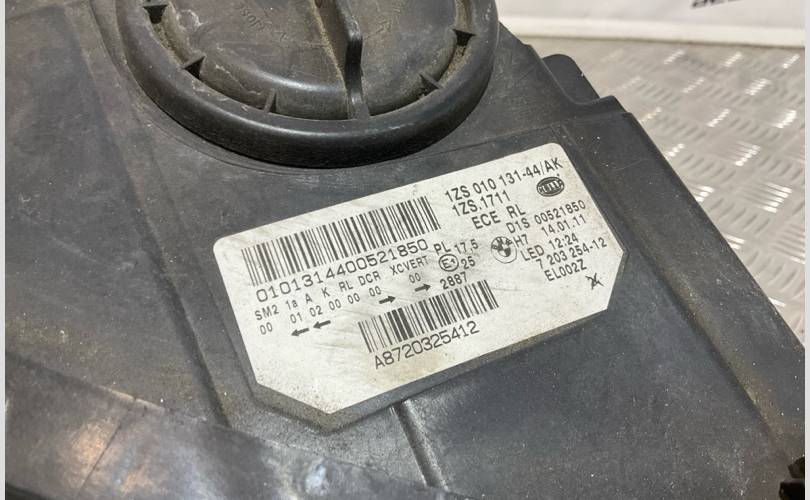 1ZS 010 131-44/AK
1ZS.1711
ECE RL
HELLA
0101314400521850
D1S 00521850
H7 14.01.11
LED 12:24
7 203 254-12
EL002Z
SM2 1a A K RL DCR XCVERT PL 17,5
00 01 02 00 00 00 00 E1 25
2887
A8720325412